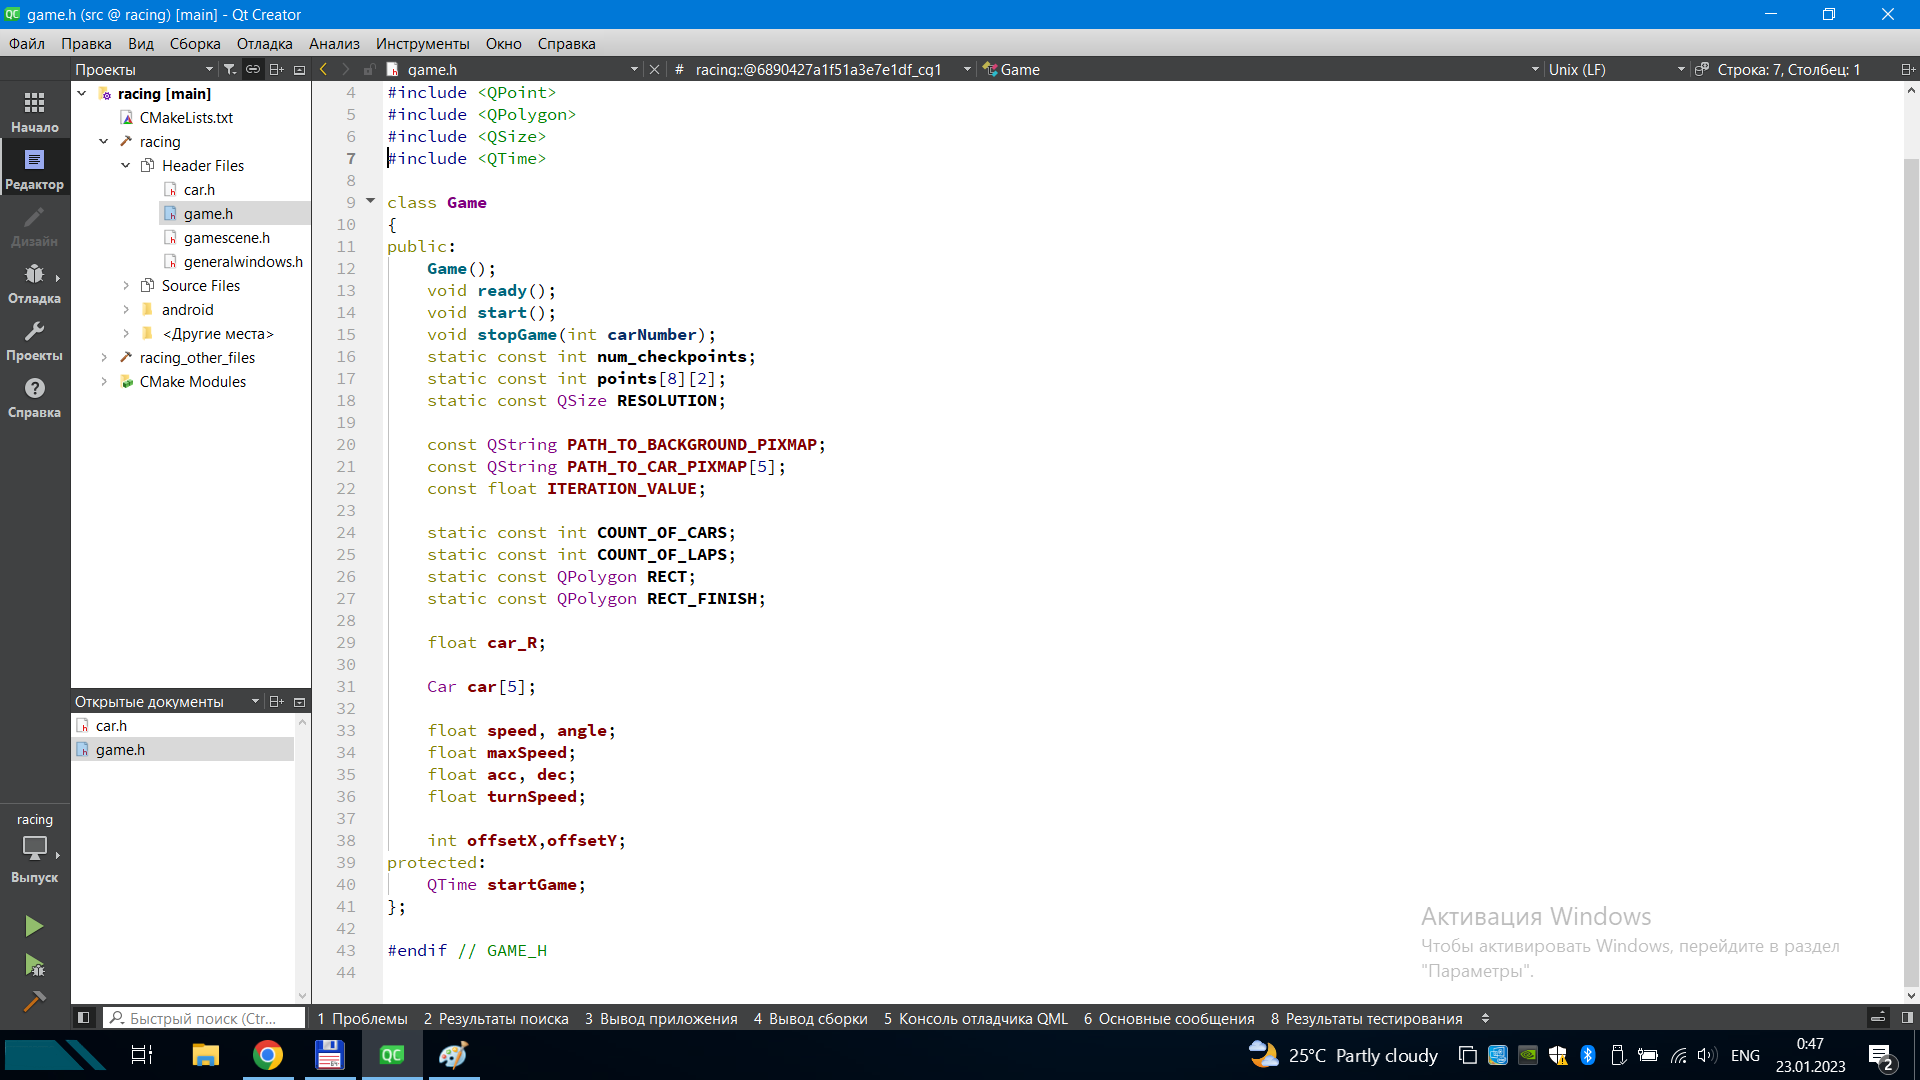 game.h (src @ racing) [main] - Qt Creator
Файл Правка Вид Сборка Отладка Анализ Инструменты Окно Справка
Проекты
game.h
# racing::@6890427a1f51a3e7e1df_cq1
Game
Unix (LF)
Строка: 7, Столбец: 1
Начало
Редактор
Дизайн
Отладка
Проекты
Справка
racing [main]
CMakeLists.txt
racing
Header Files
car.h
game.h
gamescene.h
generalwindows.h
Source Files
android
<Другие места>
racing_other_files
CMake Modules
Открытые документы
car.h
game.h
racing
Выпуск
4 #include <QPoint>
5 #include <QPolygon>
6 #include <QSize>
7 #include <QTime>
8
9 class Game
10 {
11 public:
12 Game();
13 void ready();
14 void start();
15 void stopGame(int carNumber);
16 static const int num_checkpoints;
17 static const int points[8][2];
18 static const QSize RESOLUTION;
19
20 const QString PATH_TO_BACKGROUND_PIXMAP;
21 const QString PATH_TO_CAR_PIXMAP[5];
22 const float ITERATION_VALUE;
23
24 static const int COUNT_OF_CARS;
25 static const int COUNT_OF_LAPS;
26 static const QPolygon RECT;
27 static const QPolygon RECT_FINISH;
28
29 float car_R;
30
31 Car car[5];
32
33 float speed, angle;
34 float maxSpeed;
35 float acc, dec;
36 float turnSpeed;
37
38 int offsetX,offsetY;
39 protected:
40 QTime startGame;
41 };
42
43 #endif // GAME_H
44
Активация Windows
Чтобы активировать Windows, перейдите в раздел
"Параметры".
Быстрый поиск (Ctr...
1 Проблемы 2 Результаты поиска 3 Вывод приложения 4 Вывод сборки 5 Консоль отладчика QML 6 Основные сообщения 8 Результаты тестирования
QC
25°C Partly cloudy
ENG
0:47
23.01.2023
2